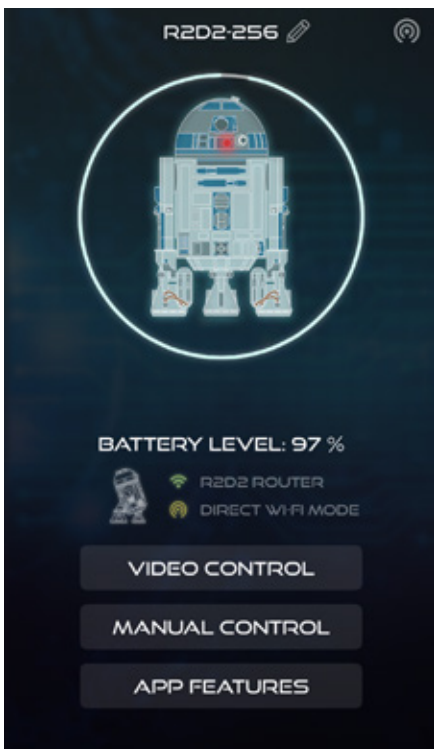 R2D2-256
BATTERY LEVEL: 97 %
R2D2 ROUTER
DIRECT WI-FI MODE
VIDEO CONTROL
MANUAL CONTROL
APP FEATURES